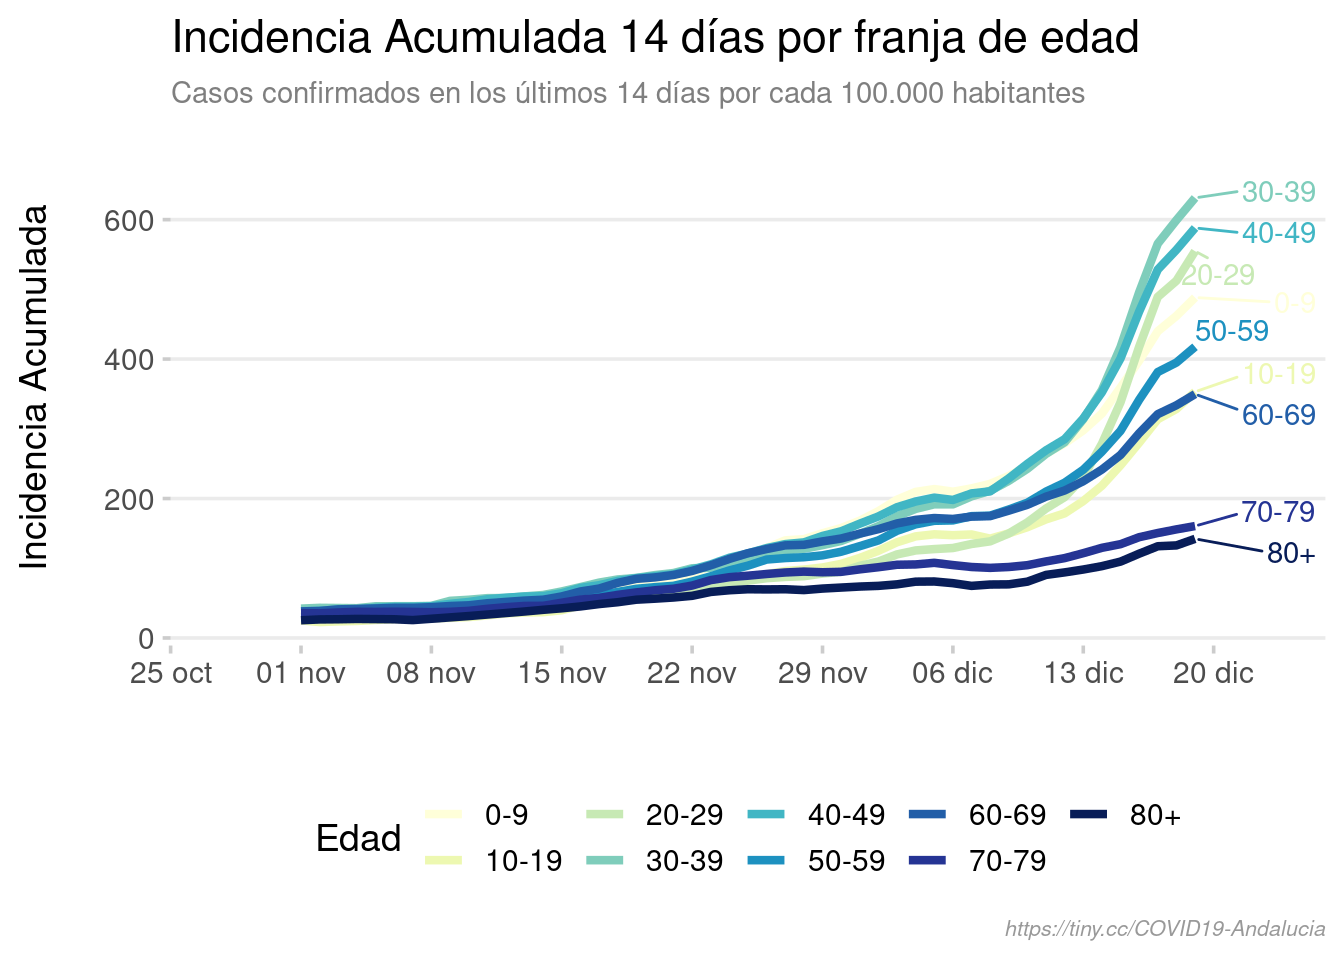 Incidencia Acumulada 14 días por franja de edad
Casos confirmados en los últimos 14 días por cada 100.000 habitantes
Incidencia Acumulada
600
400
200
0
25 oct 01 nov 08 nov 15 nov 22 nov 29 nov 06 dic 13 dic 20 dic
30-39
40-49
20-29
0-9
50-59
10-19
60-69
70-79
80+
Edad
0-9 20-29 40-49 60-69 80+
10-19 30-39 50-59 70-79
https://tiny.cc/COVID19-Andalucia